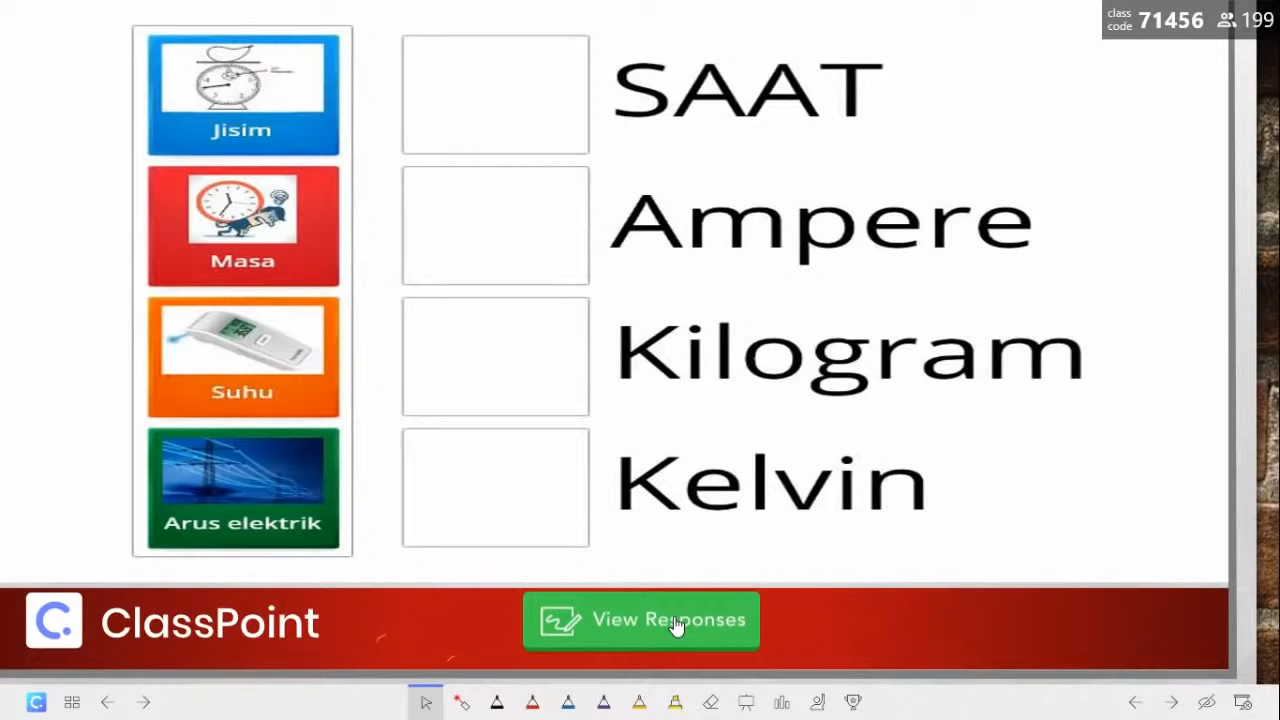 class code 71456 199
Jisim
SAAT
Masa
Ampere
Suhu
Kilogram
Arus elektrik
Kelvin
C. ClassPoint
View Responses